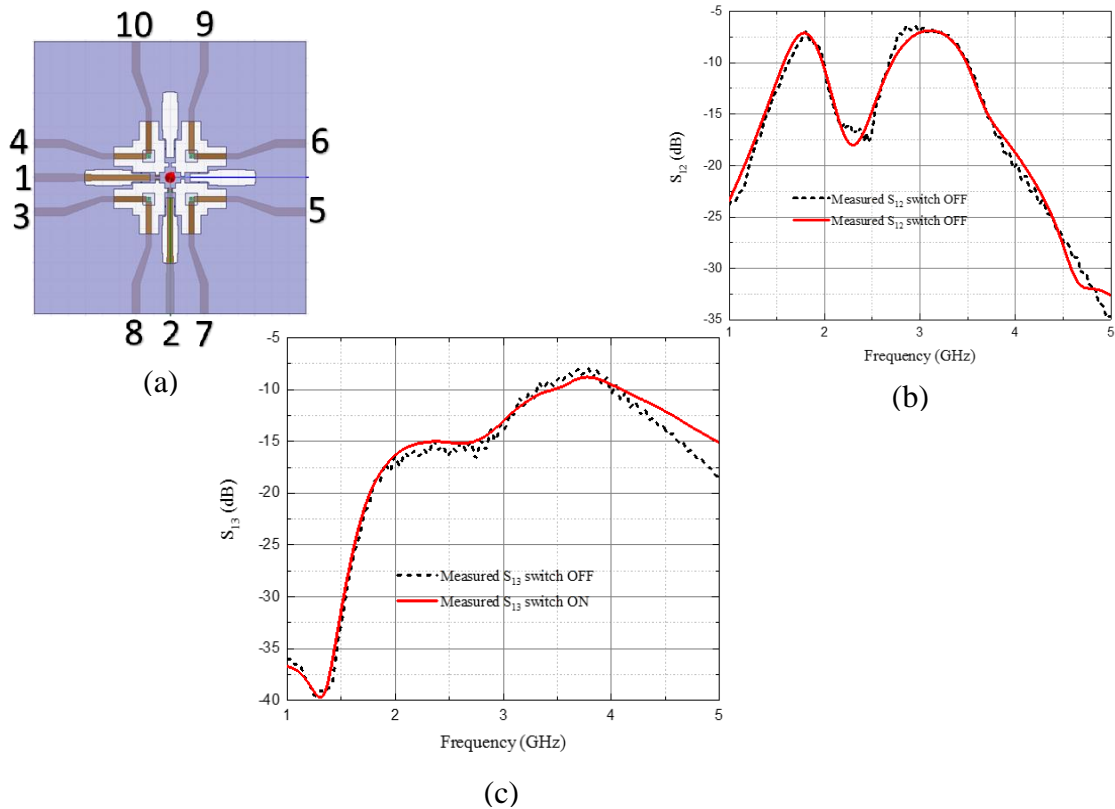 10 9
4 6
1
3 5
8 2 7
(a)
-5
-10
-15
-20
-25
-30
-35
S12 (dB)
Measured S12 switch OFF
Measured S12 switch OFF
1 2 3 4 5
Frequency (GHz)
(b)
-5
-10
-15
-20
-25
-30
-35
-40
S13 (dB)
Measured S13 switch OFF
Measured S13 switch ON
1 2 3 4 5
Frequency (GHz)
(c)